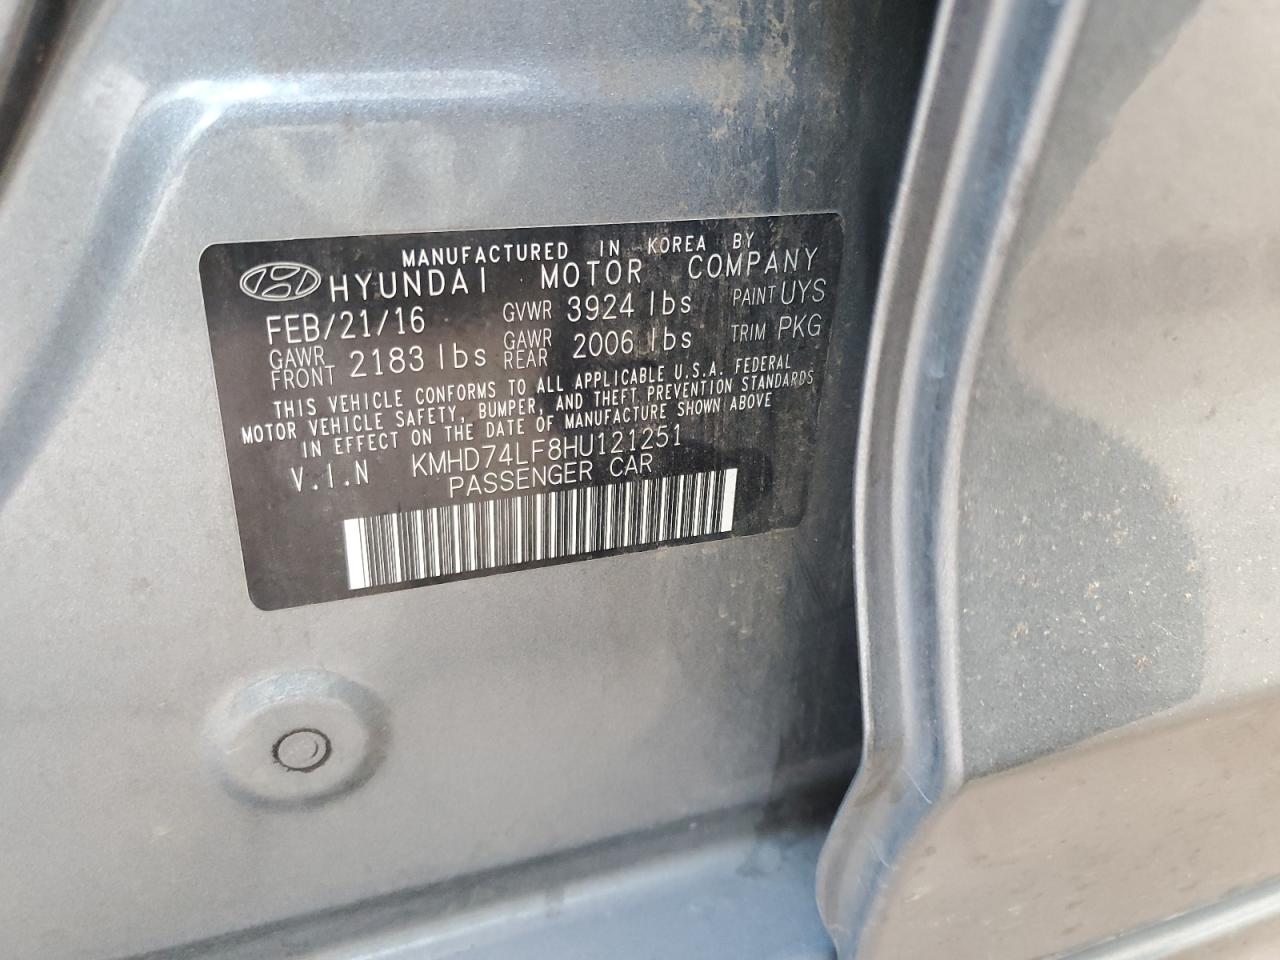 MANUFACTURED IN KOREA BY
HYUNDAI MOTOR COMPANY
FEB/21/16 GVWR 3924 lbs PAINT UYS
GAWR FRONT 2183 lbs GAWR REAR 2006 lbs TRIM PKG
THIS VEHICLE CONFORMS TO ALL APPLICABLE U.S.A. FEDERAL
MOTOR VEHICLE SAFETY, BUMPER, AND THEFT PREVENTION STANDARDS
IN EFFECT ON THE DATE OF MANUFACTURE SHOWN ABOVE
V.I.N KMHD74LF8HU121251
PASSENGER CAR